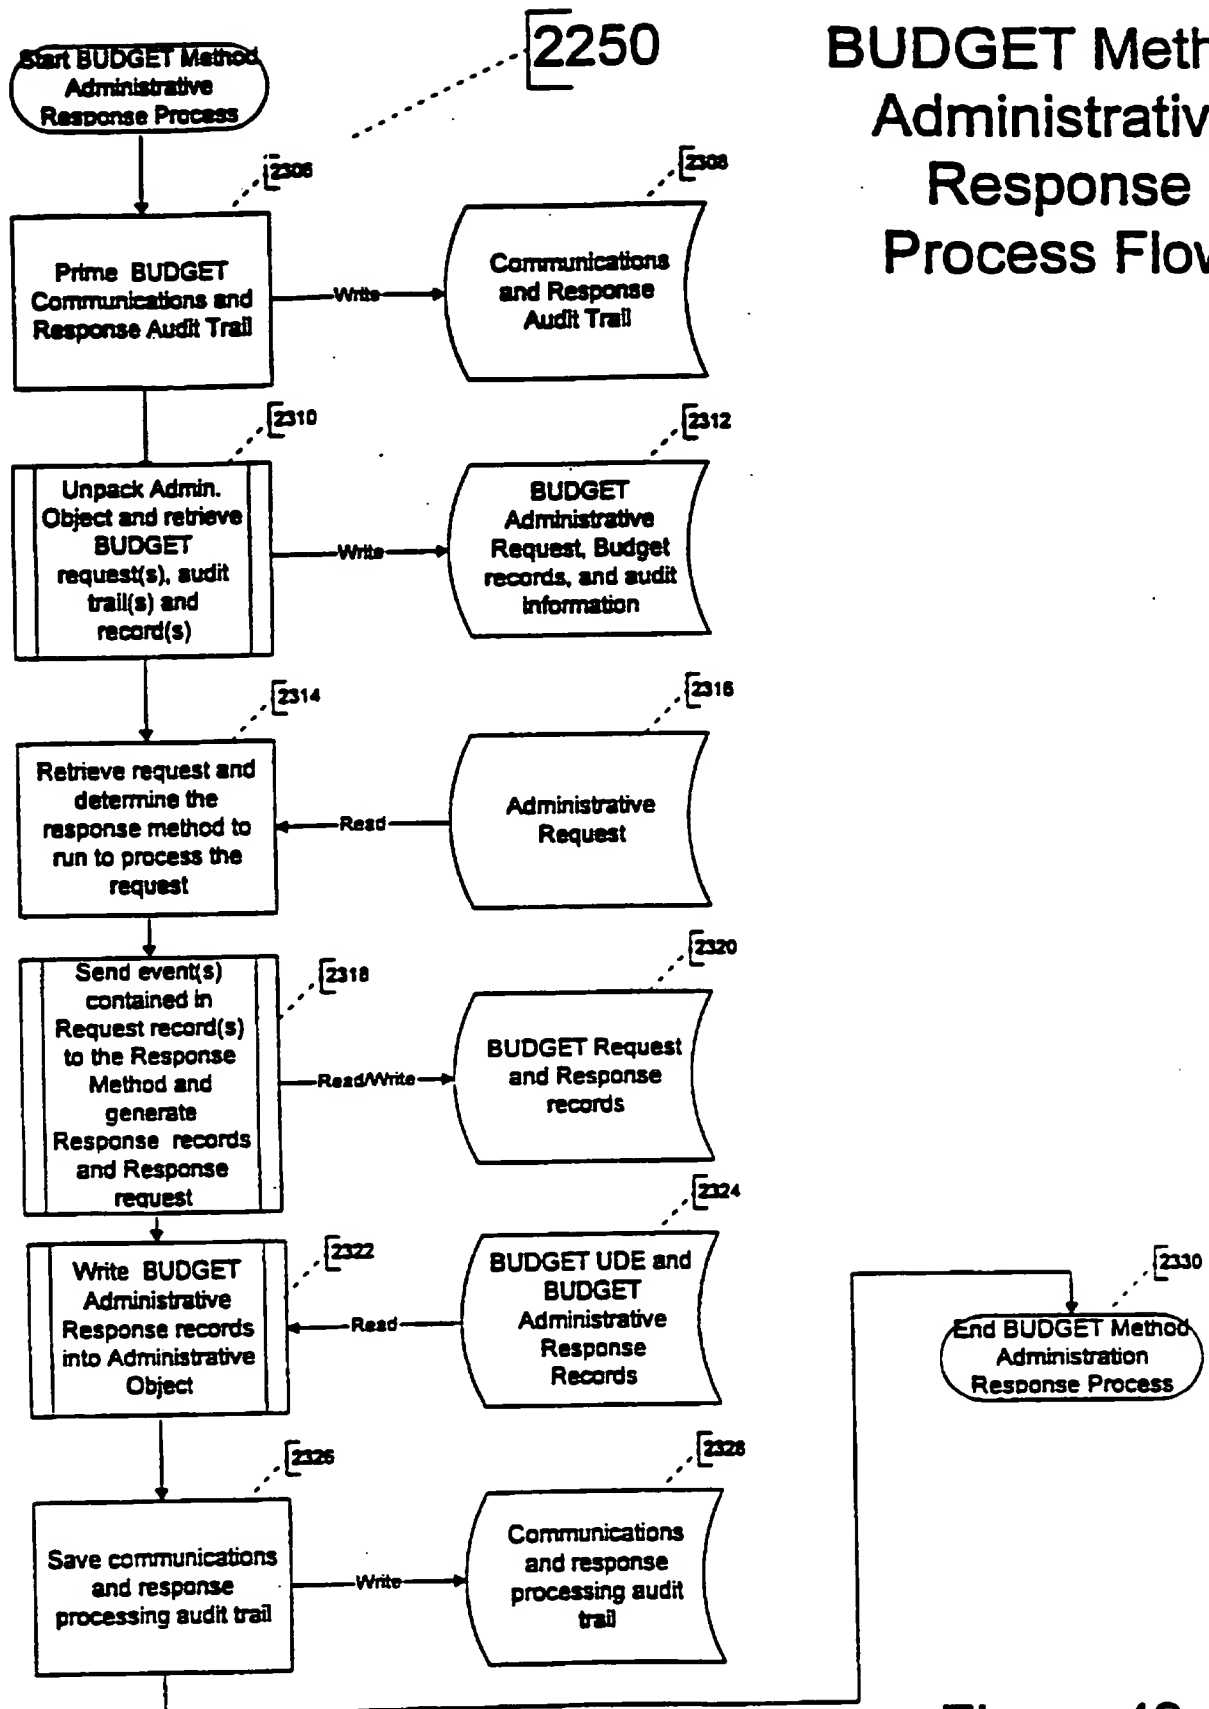 2250
BUDGET Meth
Administrativ
Response
Process Flow
Start BUDGET Method
Administrative
Response Process
2306
Prime BUDGET
Communications and
Response Audit Trail
Write
2308
Communications
and Response
Audit Trail
2310
Unpack Admin.
Object and retrieve
BUDGET
request(s), audit
trail(s) and
record(s)
Write
2312
BUDGET
Administrative
Request, Budget
records, and audit
information
2314
Retrieve request and
determine the
response method to
run to process the
request
Read
2316
Administrative
Request
2318
Send event(s)
contained in
Request record(s)
to the Response
Method and
generate
Response records
and Response
request
Read/Write
2320
BUDGET Request
and Response
records
2322
Write BUDGET
Administrative
Response records
into Administrative
Object
Read
2324
BUDGET UDE and
BUDGET
Administrative
Response
Records
2326
Save communications
and response
processing audit trail
Write
2328
Communications
and response
processing audit
trail
2330
End BUDGET Method
Administration
Response Process